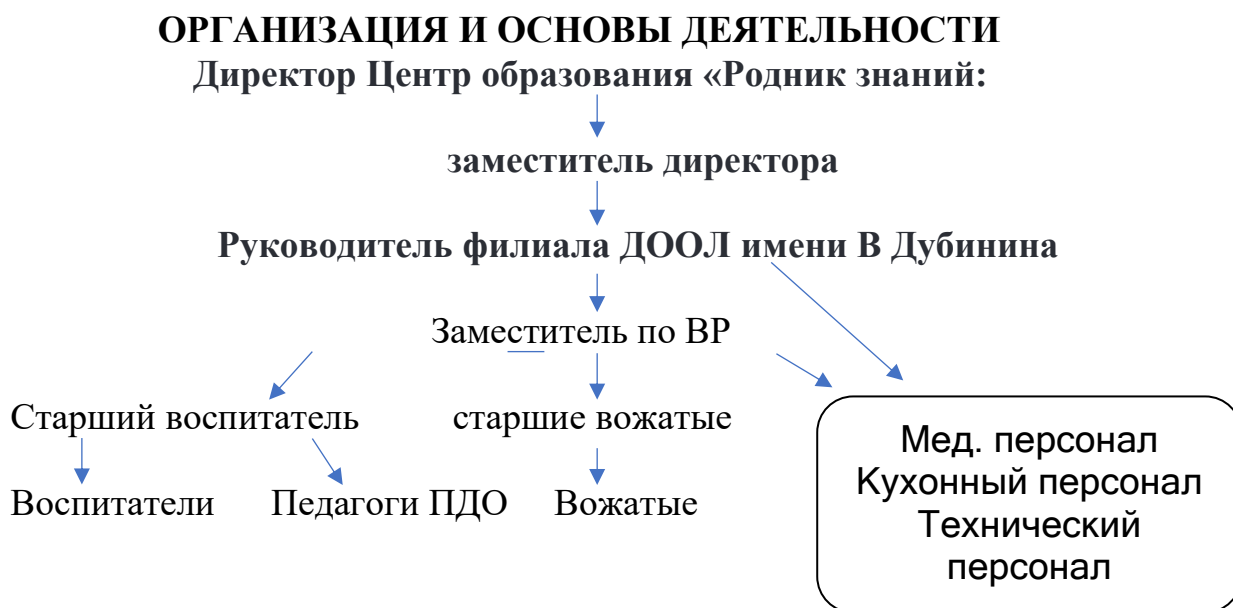 ОРГАНИЗАЦИЯ И ОСНОВЫ ДЕЯТЕЛЬНОСТИ
Директор Центр образования «Родник знаний:
заместитель директора
Руководитель филиала ДООЛ имени В Дубинина
Заместитель по ВР
Старший воспитатель
старшие вожатые
Воспитатели
Педагоги ПДО
Вожатые
Мед. персонал
Кухонный персонал
Технический
персонал